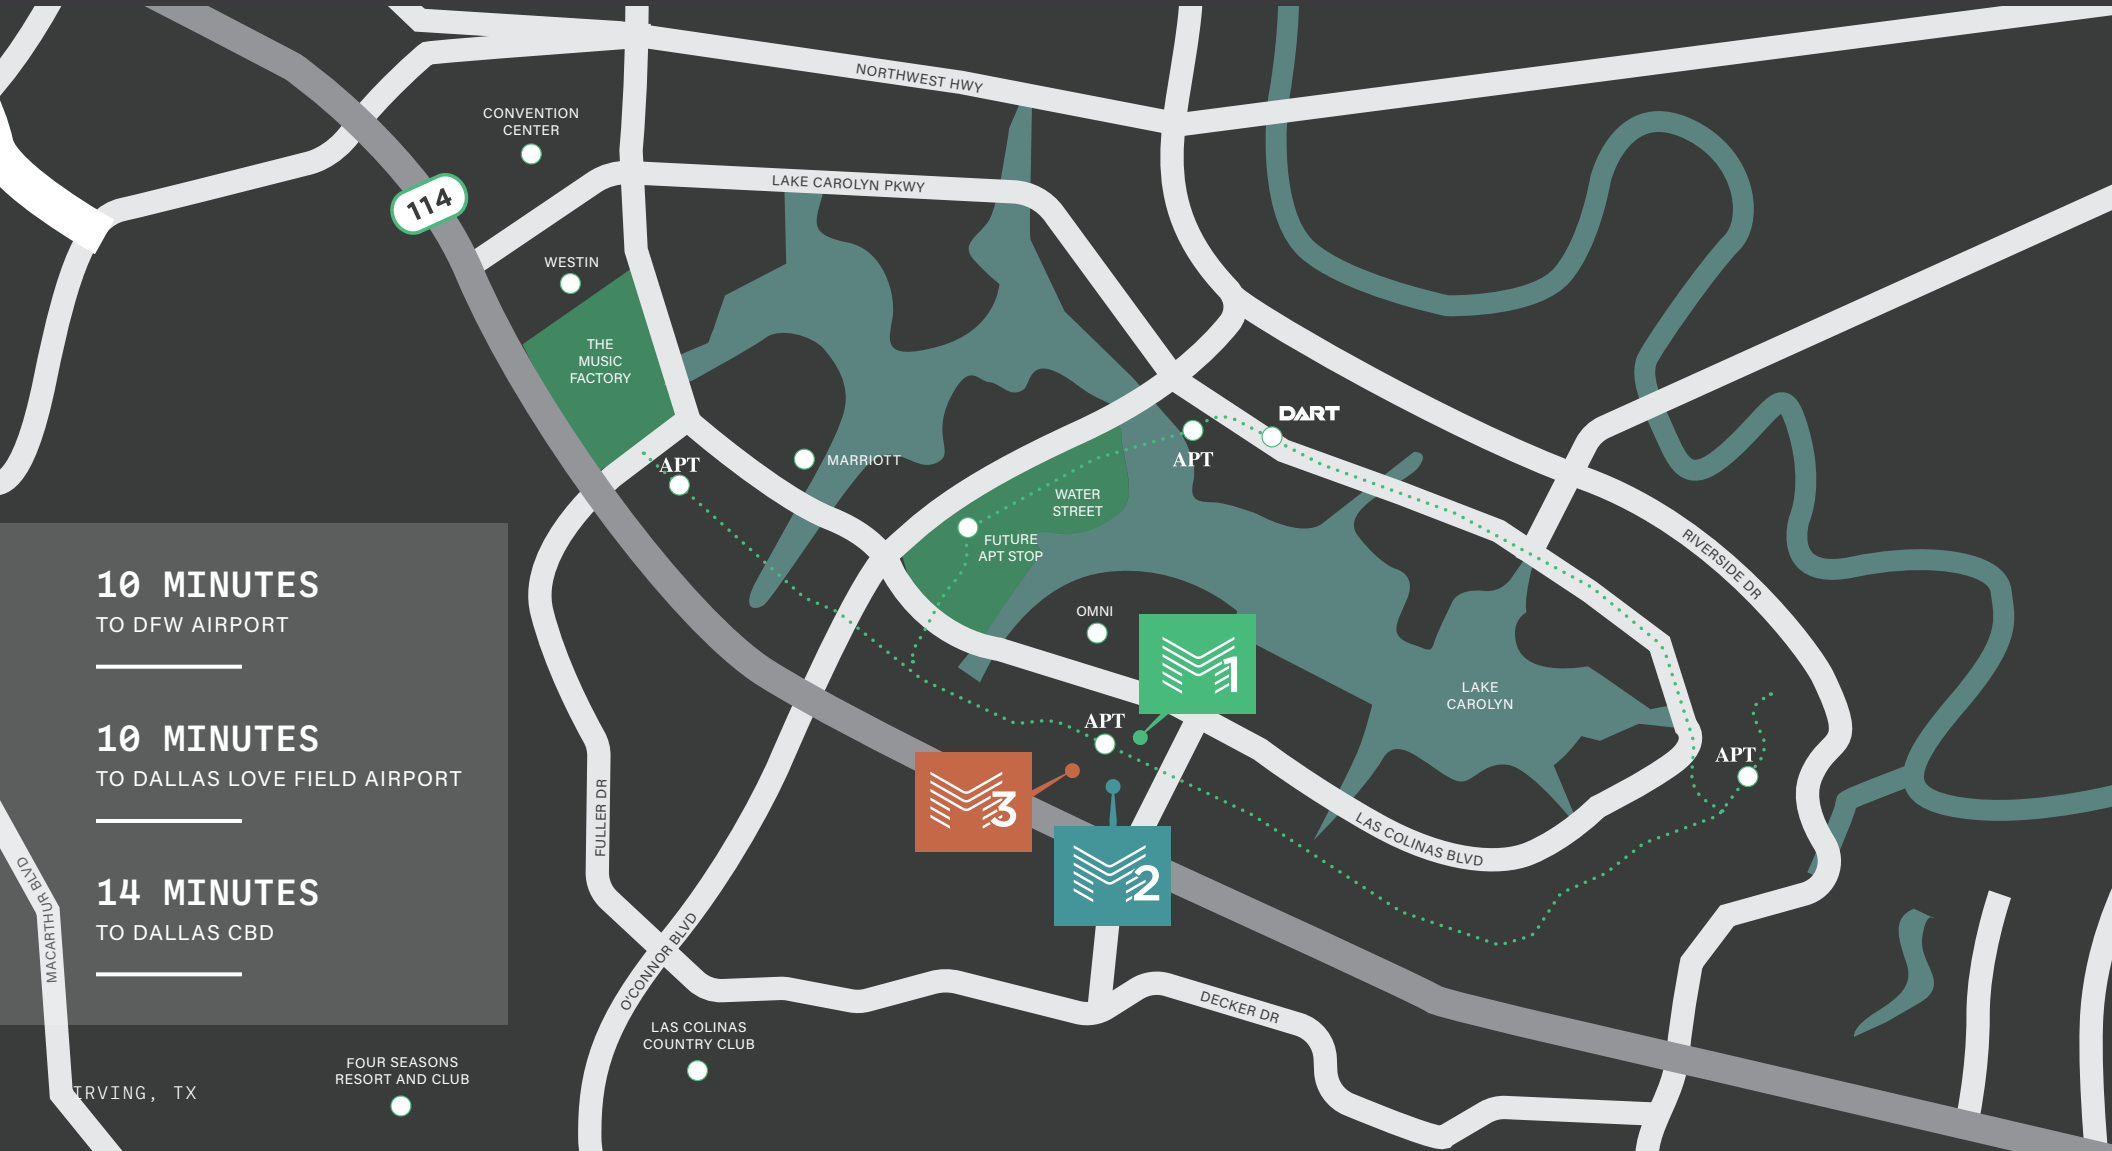 NORTHWEST HWY
CONVENTION
CENTER
LAKE CAROLYN PKWY
114
WESTIN
THE
MUSIC
FACTORY
DART
APT
MARRIOTT
APT
WATER
STREET
FUTURE
APT STOP
RIVERSIDE DR
10 MINUTES
TO DFW AIRPORT
OMNI
1
LAKE
CAROLYN
10 MINUTES
TO DALLAS LOVE FIELD AIRPORT
APT
APT
3
FULLER DR
LAS COLINAS BLVD
2
14 MINUTES
TO DALLAS CBD
MACARTHUR BLVD
O'CONNOR BLVD
DECKER DR
LAS COLINAS
COUNTRY CLUB
FOUR SEASONS
RESORT AND CLUB
IRVING, TX